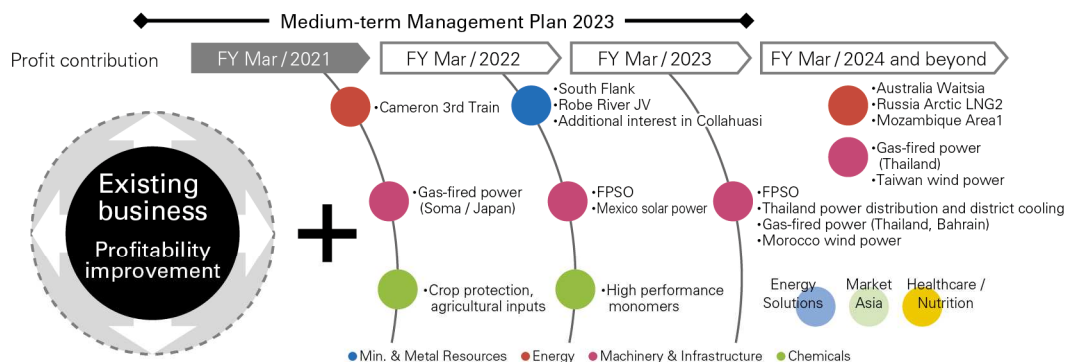 Medium-term Management Plan 2023
Profit contribution
FY Mar / 2021
FY Mar / 2022
FY Mar / 2023
FY Mar / 2024 and beyond
Existing
business
Profitability
improvement
+
•Cameron 3rd Train
•Gas-fired power
(Soma / Japan)
•Crop protection,
agricultural inputs
•South Flank
•Robe River JV
•Additional interest in Collahuasi
•FPSO
•Mexico solar power
•High performance
monomers
•FPSO
•Thailand power distribution and district cooling
•Gas-fired power (Thailand, Bahrain)
•Morocco wind power
•Australia Waitsia
•Russia Arctic LNG2
•Mozambique Area1
•Gas-fired power
(Thailand)
•Taiwan wind power
Energy
Solutions
Market
Asia
Healthcare /
Nutrition
Min. & Metal Resources
Energy
Machinery & Infrastructure
Chemicals